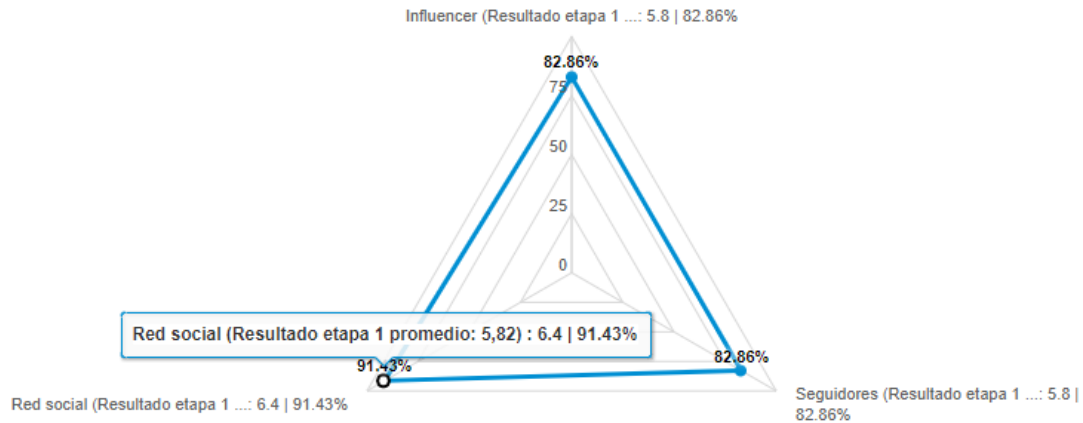 Influencer (Resultado etapa 1 ...: 5.8 | 82.86%
82.86%
75
50
25
0
Red social (Resultado etapa 1 promedio: 5,82) : 6.4 | 91.43%
91.43%
82.86%
Red social (Resultado etapa 1 ...: 6.4 | 91.43%
Seguidores (Resultado etapa 1 ...: 5.8 |
82.86%